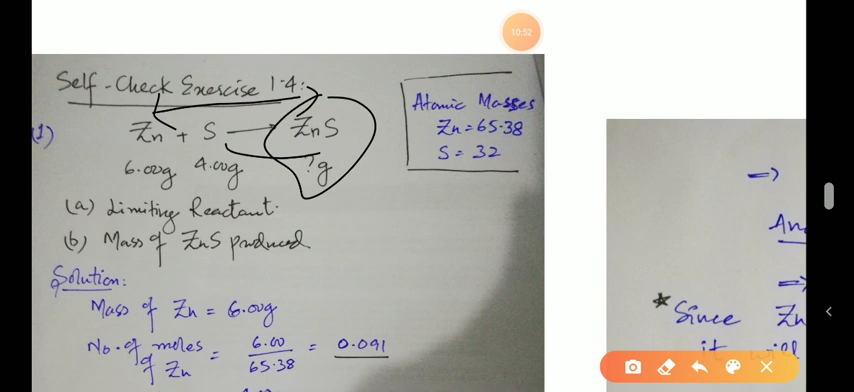 10:52
Self-Check Exercise 1.4:
(1) Zn + S → ZnS
6.00g 4.00g ?g
(a) Limiting Reactant.
(b) Mass of ZnS produced
Solution:
Mass of Zn = 6.00g
No. of moles of Zn = 6.00 / 65.38 = 0.091
Atomic Masses
Zn = 65.38
S = 32
⇒
An
⇒
* Since Zn
it will